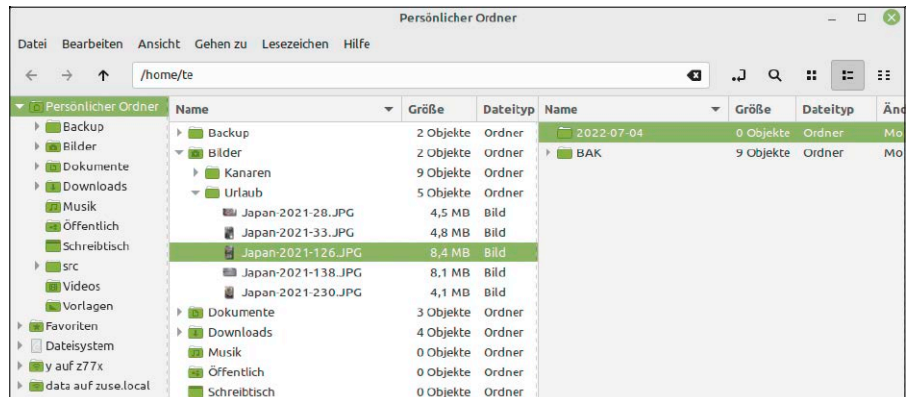 Persönlicher Ordner
Datei Bearbeiten Ansicht Gehen zu Lesezeichen Hilfe
/home/te
Persönlicher Ordner
Backup
Bilder
Dokumente
Downloads
Musik
Öffentlich
Schreibtisch
src
Videos
Vorlagen
Favoriten
Dateisystem
y auf z77x
data auf zuse.local
Name Größe Dateityp
Backup 2 Objekte Ordner
Bilder 2 Objekte Ordner
Kanaren 9 Objekte Ordner
Urlaub 5 Objekte Ordner
Japan-2021-28.JPG 4,5 MB Bild
Japan-2021-33.JPG 4,8 MB Bild
Japan-2021-126.JPG 8,4 MB Bild
Japan-2021-138.JPG 8,1 MB Bild
Japan-2021-230.JPG 4,1 MB Bild
Dokumente 3 Objekte Ordner
Downloads 4 Objekte Ordner
Musik 0 Objekte Ordner
Öffentlich 0 Objekte Ordner
Schreibtisch 0 Objekte Ordner
Name Größe Dateityp Änd
2022-07-04 0 Objekte Ordner Mo
BAK 9 Objekte Ordner Mo